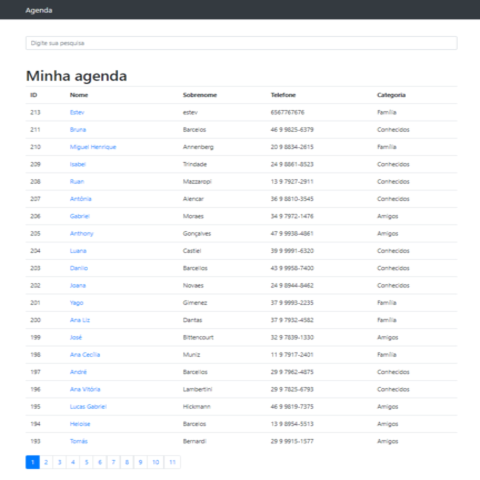 Agenda
Digite sua pesquisa
Minha agenda
ID Nome Sobrenome Telefone Categoria
213 Estev estev 6567767676 Família
211 Bruna Barcelos 46 9 9825-6379 Conhecidos
210 Miguel Henrique Annenberg 20 9 8834-2615 Família
209 Isabel Trindade 24 9 8861-8523 Conhecidos
208 Ruan Mazzaropi 13 9 7927-2911 Conhecidos
207 Antônia Alencar 36 9 8810-3545 Conhecidos
206 Gabriel Moraes 34 9 7972-1476 Amigos
205 Anthony Gonçalves 47 9 9938-4861 Amigos
204 Luana Castiel 39 9 9991-6320 Conhecidos
203 Danilo Barcelos 43 9 9958-7400 Conhecidos
202 Joana Novaes 24 9 8944-8462 Conhecidos
201 Yago Gimenez 37 9 9993-2235 Família
200 Ana Liz Dantas 37 9 7932-4582 Família
199 José Bittencourt 32 9 7839-1330 Amigos
198 Ana Cecília Muniz 11 9 7917-2401 Família
197 André Barcelos 29 9 7962-4875 Conhecidos
196 Ana Vitória Lambertini 29 9 7825-6793 Conhecidos
195 Lucas Gabriel Hickmann 46 9 9819-7375 Amigos
194 Heloise Barcelos 13 9 8954-5513 Amigos
193 Tomás Bernardi 29 9 9915-1577 Amigos
1 2 3 4 5 6 7 8 9 10 11